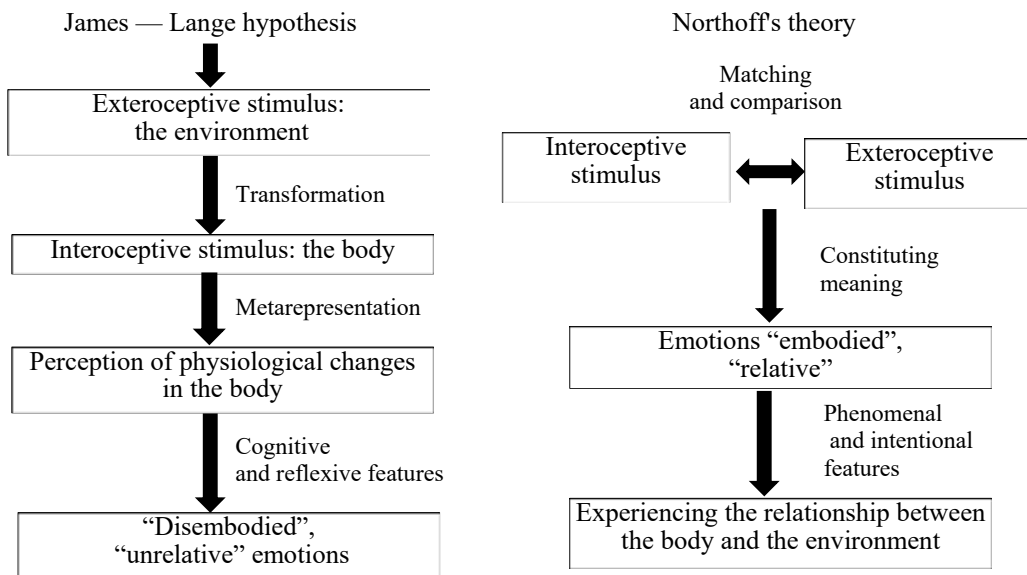 James — Lange hypothesis
Exteroceptive stimulus:
the environment
Transformation
Interoceptive stimulus: the body
Metarepresentation
Perception of physiological changes
in the body
Cognitive
and reflexive features
“Disembodied”,
“unrelative” emotions
Northoff's theory
Matching
and comparison
Interoceptive
stimulus
Exteroceptive
stimulus
Constituting
meaning
Emotions “embodied”,
“relative”
Phenomenal
and intentional
features
Experiencing the relationship between
the body and the environment